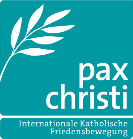 pax
christi
Internationale Katholische
Friedensbewegung